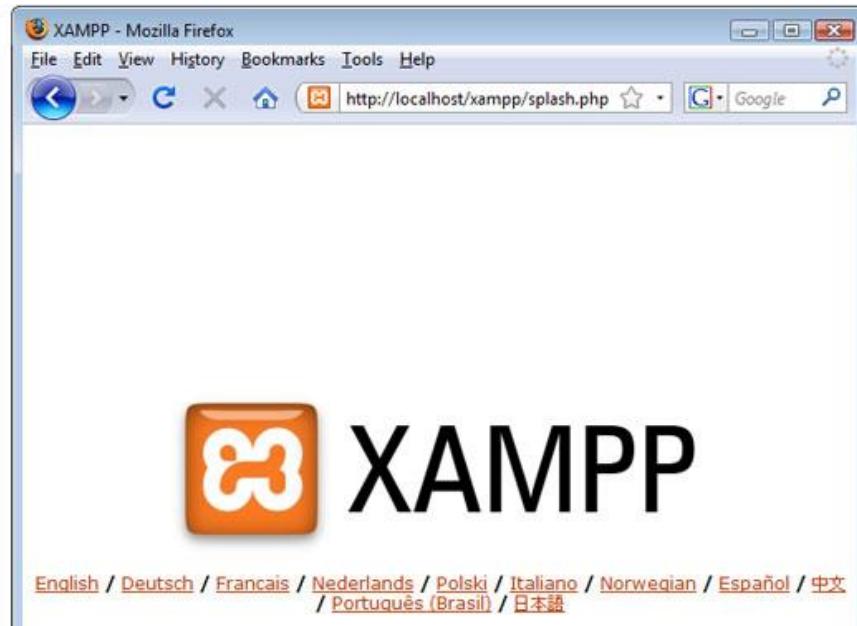 XAMPP - Mozilla Firefox
File Edit View History Bookmarks Tools Help
http://localhost/xampp/splash.php
G Google
XAMPP
English / Deutsch / Francais / Nederlands / Polski / Italiano / Norwegian / Español / 中文
/ Português (Brasil) / 日本語